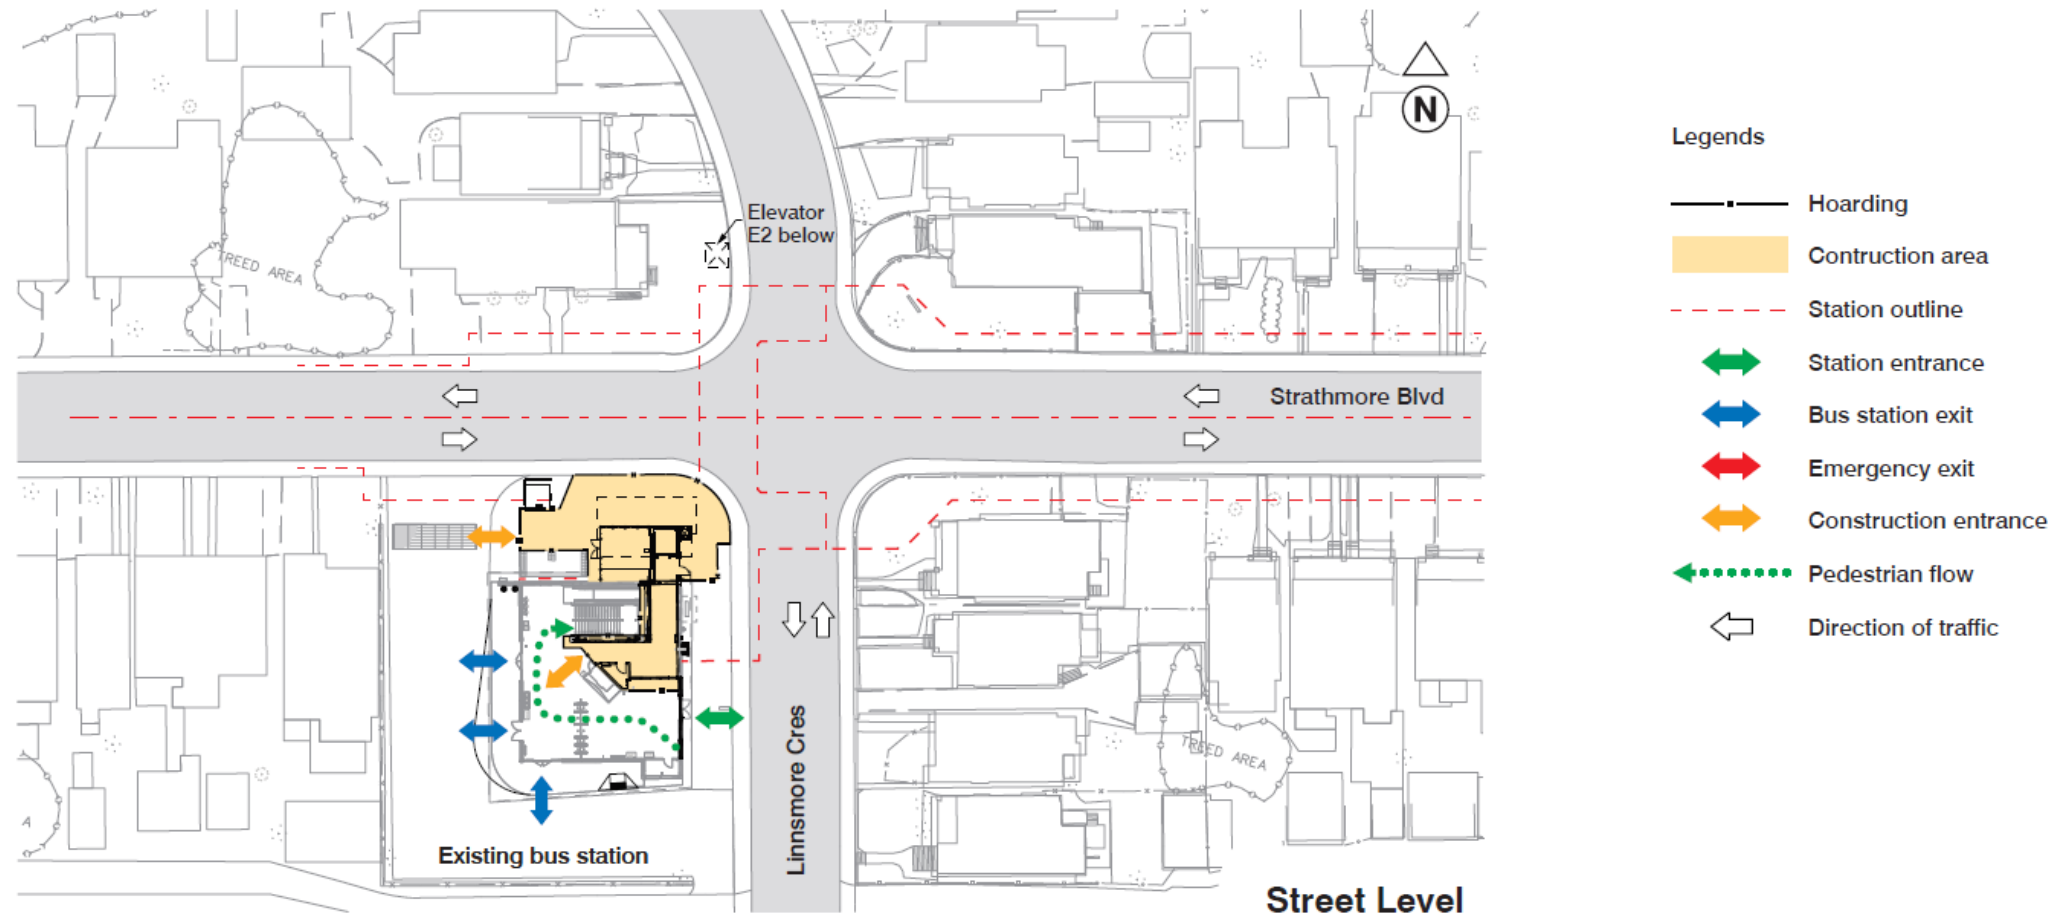 N
Elevator
E2 below
TREED AREA
Strathmore Blvd
TREED AREA
Linnsmore Cres
A
Existing bus station
Street Level
Legends
Hoarding
Contruction area
Station outline
Station entrance
Bus station exit
Emergency exit
Construction entrance
Pedestrian flow
Direction of traffic